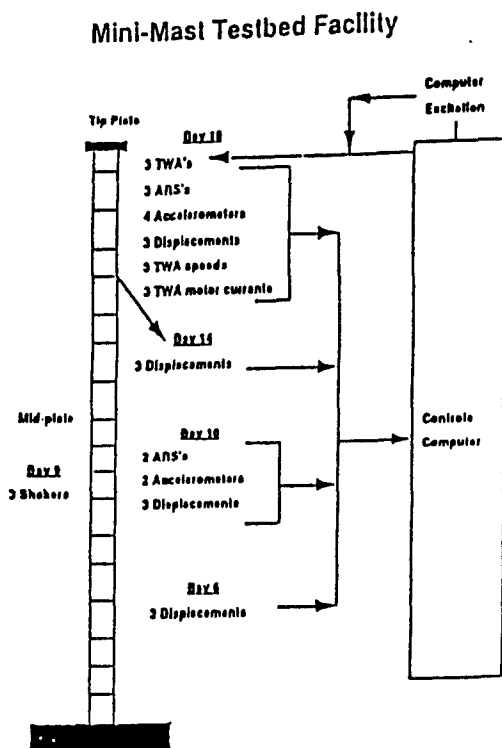 Mini-Mast Testbed Facility
Computer
Excitation
Tip Plate
Bay 18
3 TWA's
3 ARS's
4 Accelerometers
3 Displacements
3 TWA speeds
3 TWA motor currents
Bay 14
3 Displacements
Mid-plate
Bay 9
3 Shakers
Bay 10
2 ARS's
2 Accelerometers
3 Displacements
Controls
Computer
Bay 6
3 Displacements